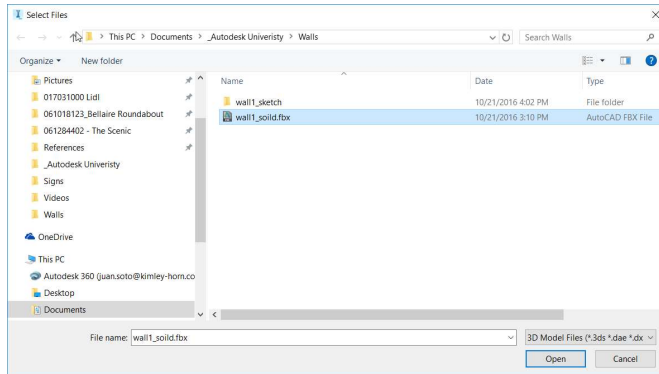 Select Files
This PC > Documents > _Autodesk Univeristy > Walls
Search Walls
Organize
New folder
Pictures
017031000 Lidl
061018123_Bellaire Roundabout
061284402 - The Scenic
References
_Autodesk Univeristy
Signs
Videos
Walls
OneDrive
This PC
Autodesk 360 (juan.soto@kimley-horn.co
Desktop
Documents
Name Date Type
wall1_sketch 10/21/2016 4:02 PM File folder
wall1_soild.fbx 10/21/2016 3:10 PM AutoCAD FBX File
File name: wall1_soild.fbx
3D Model Files (*.3ds *.dae *.dx
Open Cancel